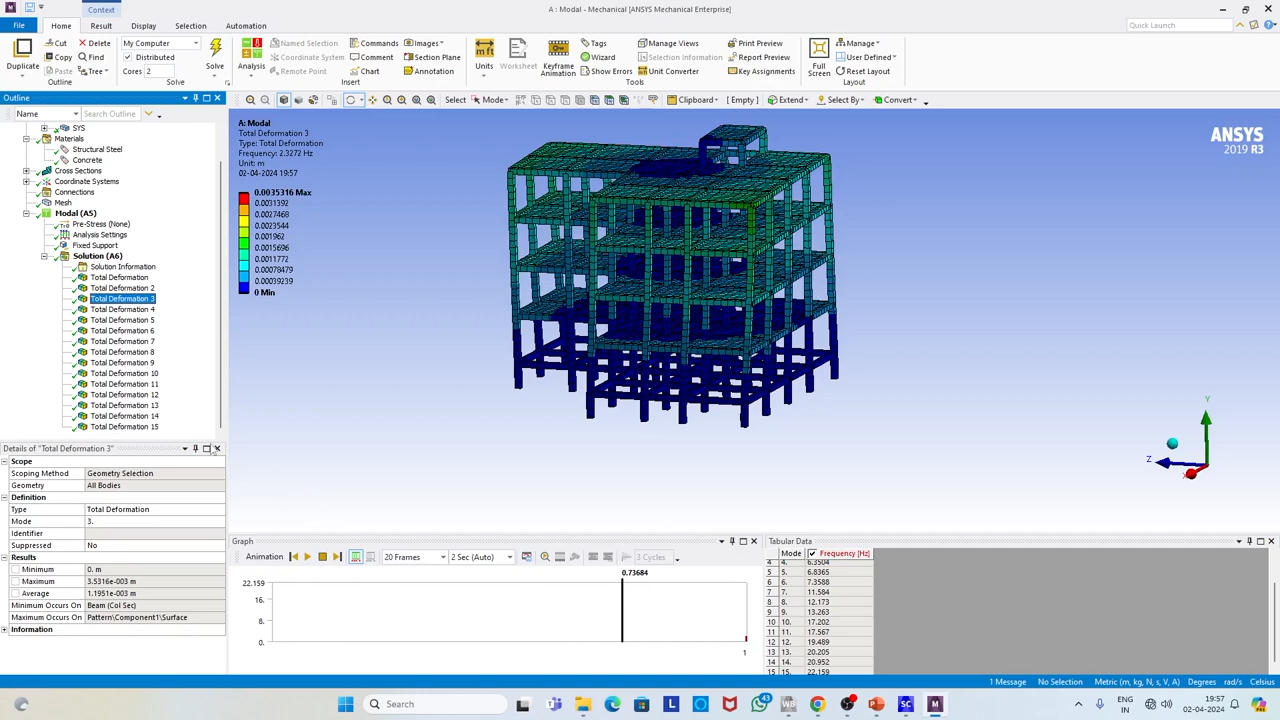 Context
A : Modal - Mechanical [ANSYS Mechanical Enterprise]
File
Home
Result
Display
Selection
Automation
Quick Launch
Duplicate
Cut
Delete
Copy
Find
Paste
Tree
Outline
My Computer
Distributed
Cores 2
Solve
Solve
Analysis
Named Selection
Coordinate System
Remote Point
Commands
Comment
Chart
Images
Section Plane
Annotation
Insert
Units
Worksheet
Keyframe Animation
Tags
Wizard
Show Errors
Manage Views
Selection Information
Unit Converter
Print Preview
Report Preview
Key Assignments
Tools
Full Screen
Manage
User Defined
Reset Layout
Layout
Outline
Name
Search Outline
Select
Mode
Clipboard
[ Empty ]
Extend
Select By
Convert
SYS
Materials
Structural Steel
Concrete
Cross Sections
Coordinate Systems
Connections
Mesh
Modal (A5)
Pre-Stress (None)
Analysis Settings
Fixed Support
Solution (A6)
Solution Information
Total Deformation
Total Deformation 2
Total Deformation 3
Total Deformation 4
Total Deformation 5
Total Deformation 6
Total Deformation 7
Total Deformation 8
Total Deformation 9
Total Deformation 10
Total Deformation 11
Total Deformation 12
Total Deformation 13
Total Deformation 14
Total Deformation 15
A: Modal
Total Deformation 3
Type: Total Deformation
Frequency: 2.3272 Hz
Unit: m
02-04-2024 19:57
0.0035316 Max
0.0031392
0.0027468
0.0023544
0.001962
0.0015696
0.0011772
0.00078479
0.00039239
0 Min
ANSYS
2019 R3
Y
Z
X
Details of "Total Deformation 3"
Scope
Scoping Method Geometry Selection
Geometry All Bodies
Definition
Type Total Deformation
Mode 3.
Identifier
Suppressed No
Results
Minimum 0. m
Maximum 3.5316e-003 m
Average 1.1951e-003 m
Minimum Occurs On Beam (Col Sec)
Maximum Occurs On Pattern\Component1\Surface
Information
Graph
Animation
20 Frames
2 Sec (Auto)
3 Cycles
0.73684
22.159
16.
8.
0.
1
Tabular Data
Mode Frequency [Hz]
4 4. 6.3504
5 5. 6.8365
6 6. 7.3588
7 7. 11.584
8 8. 12.173
9 9. 13.263
10 10. 17.202
11 11. 17.567
12 12. 19.489
13 13. 20.205
14 14. 20.952
15 15. 22.159
1 Message
No Selection
Metric (m, kg, N, s, V, A)
Degrees
rad/s
Celsius
Search
43
WB
SC
M
ENG
IN
19:57
02-04-2024